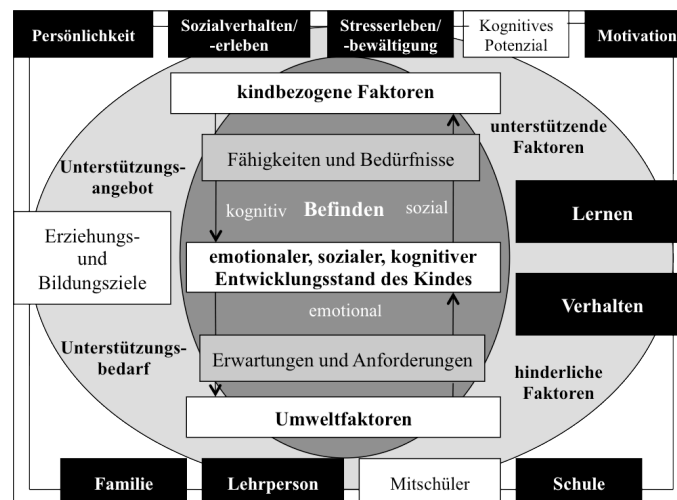 Persönlichkeit
Sozialverhalten/
-erleben
Stresserleben/
-bewältigung
Kognitives
Potenzial
Motivation
kindbezogene Faktoren
unterstützende
Faktoren
Fähigkeiten und Bedürfnisse
Unterstützungs-
angebot
kognitiv Befinden sozial
Lernen
Erziehungs-
und
Bildungsziele
emotionaler, sozialer, kognitiver
Entwicklungsstand des Kindes
emotional
Verhalten
Unterstützungs-
bedarf
Erwartungen und Anforderungen
hinderliche
Faktoren
Umweltfaktoren
Familie
Lehrperson
Mitschüler
Schule